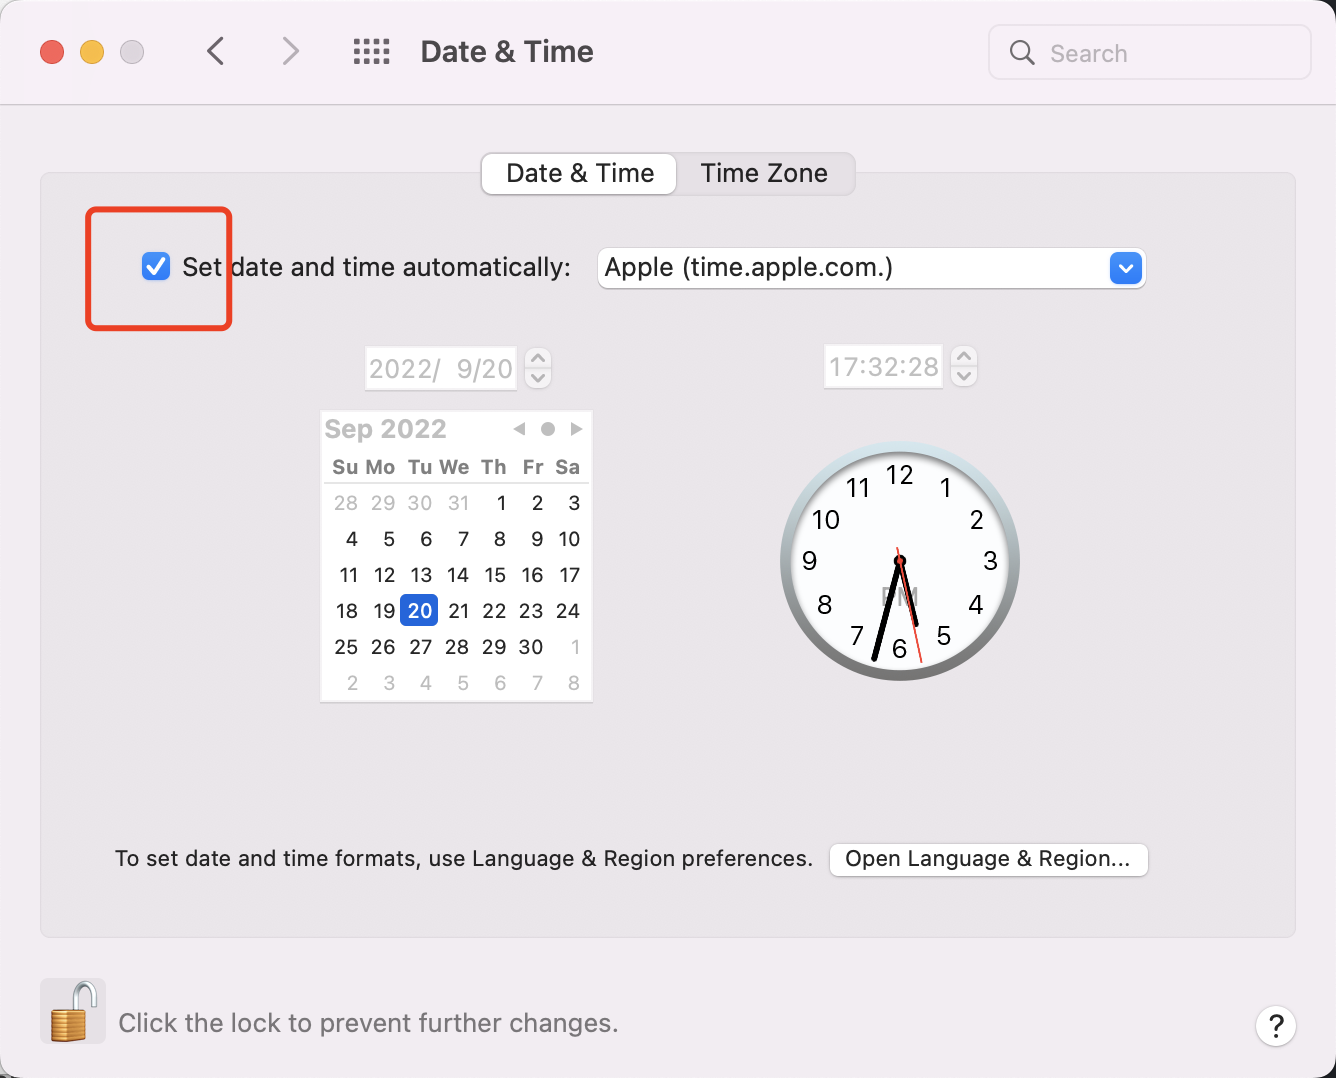 Date & Time
Search
Date & Time
Time Zone
Set date and time automatically:
Apple (time.apple.com.)
2022/ 9/20
17:32:28
Sep 2022
Su Mo Tu We Th Fr Sa
28 29 30 31 1 2 3
4 5 6 7 8 9 10
11 12 13 14 15 16 17
18 19 20 21 22 23 24
25 26 27 28 29 30 1
2 3 4 5 6 7 8
12
11
1
10
2
9
3
PM
8
4
7
5
6
To set date and time formats, use Language & Region preferences.
Open Language & Region...
Click the lock to prevent further changes.
?